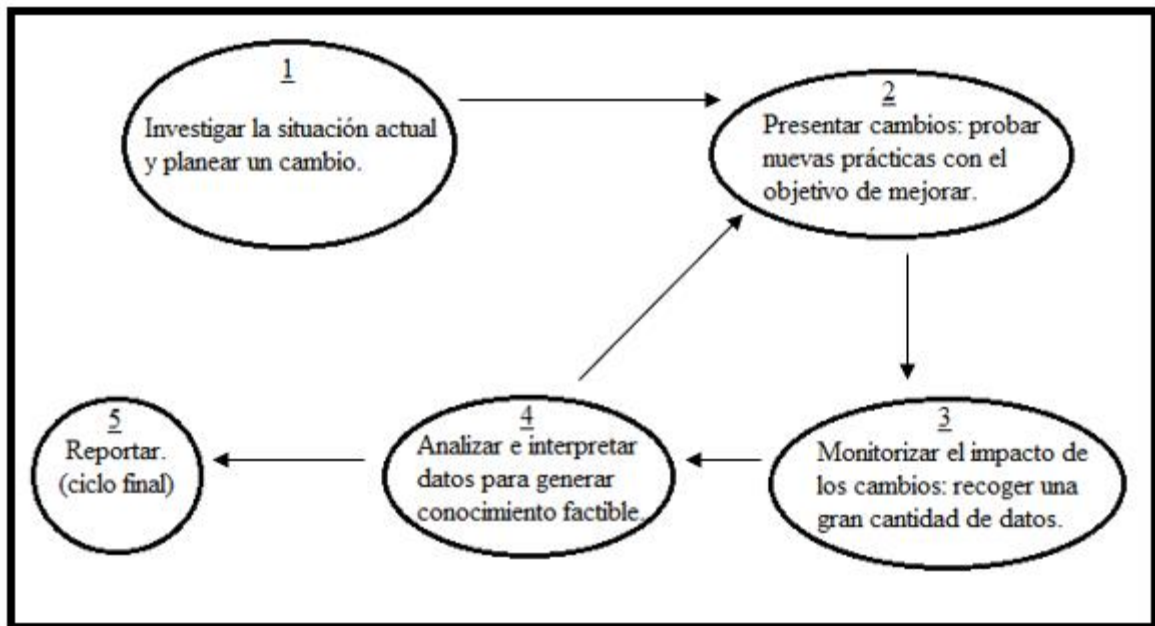 1
Investigar la situación actual
y planear un cambio.
2
Presentar cambios: probar
nuevas prácticas con el
objetivo de mejorar.
3
Monitorizar el impacto de
los cambios: recoger una
gran cantidad de datos.
4
Analizar e interpretar
datos para generar
conocimiento factible.
5
Reportar.
(ciclo final)